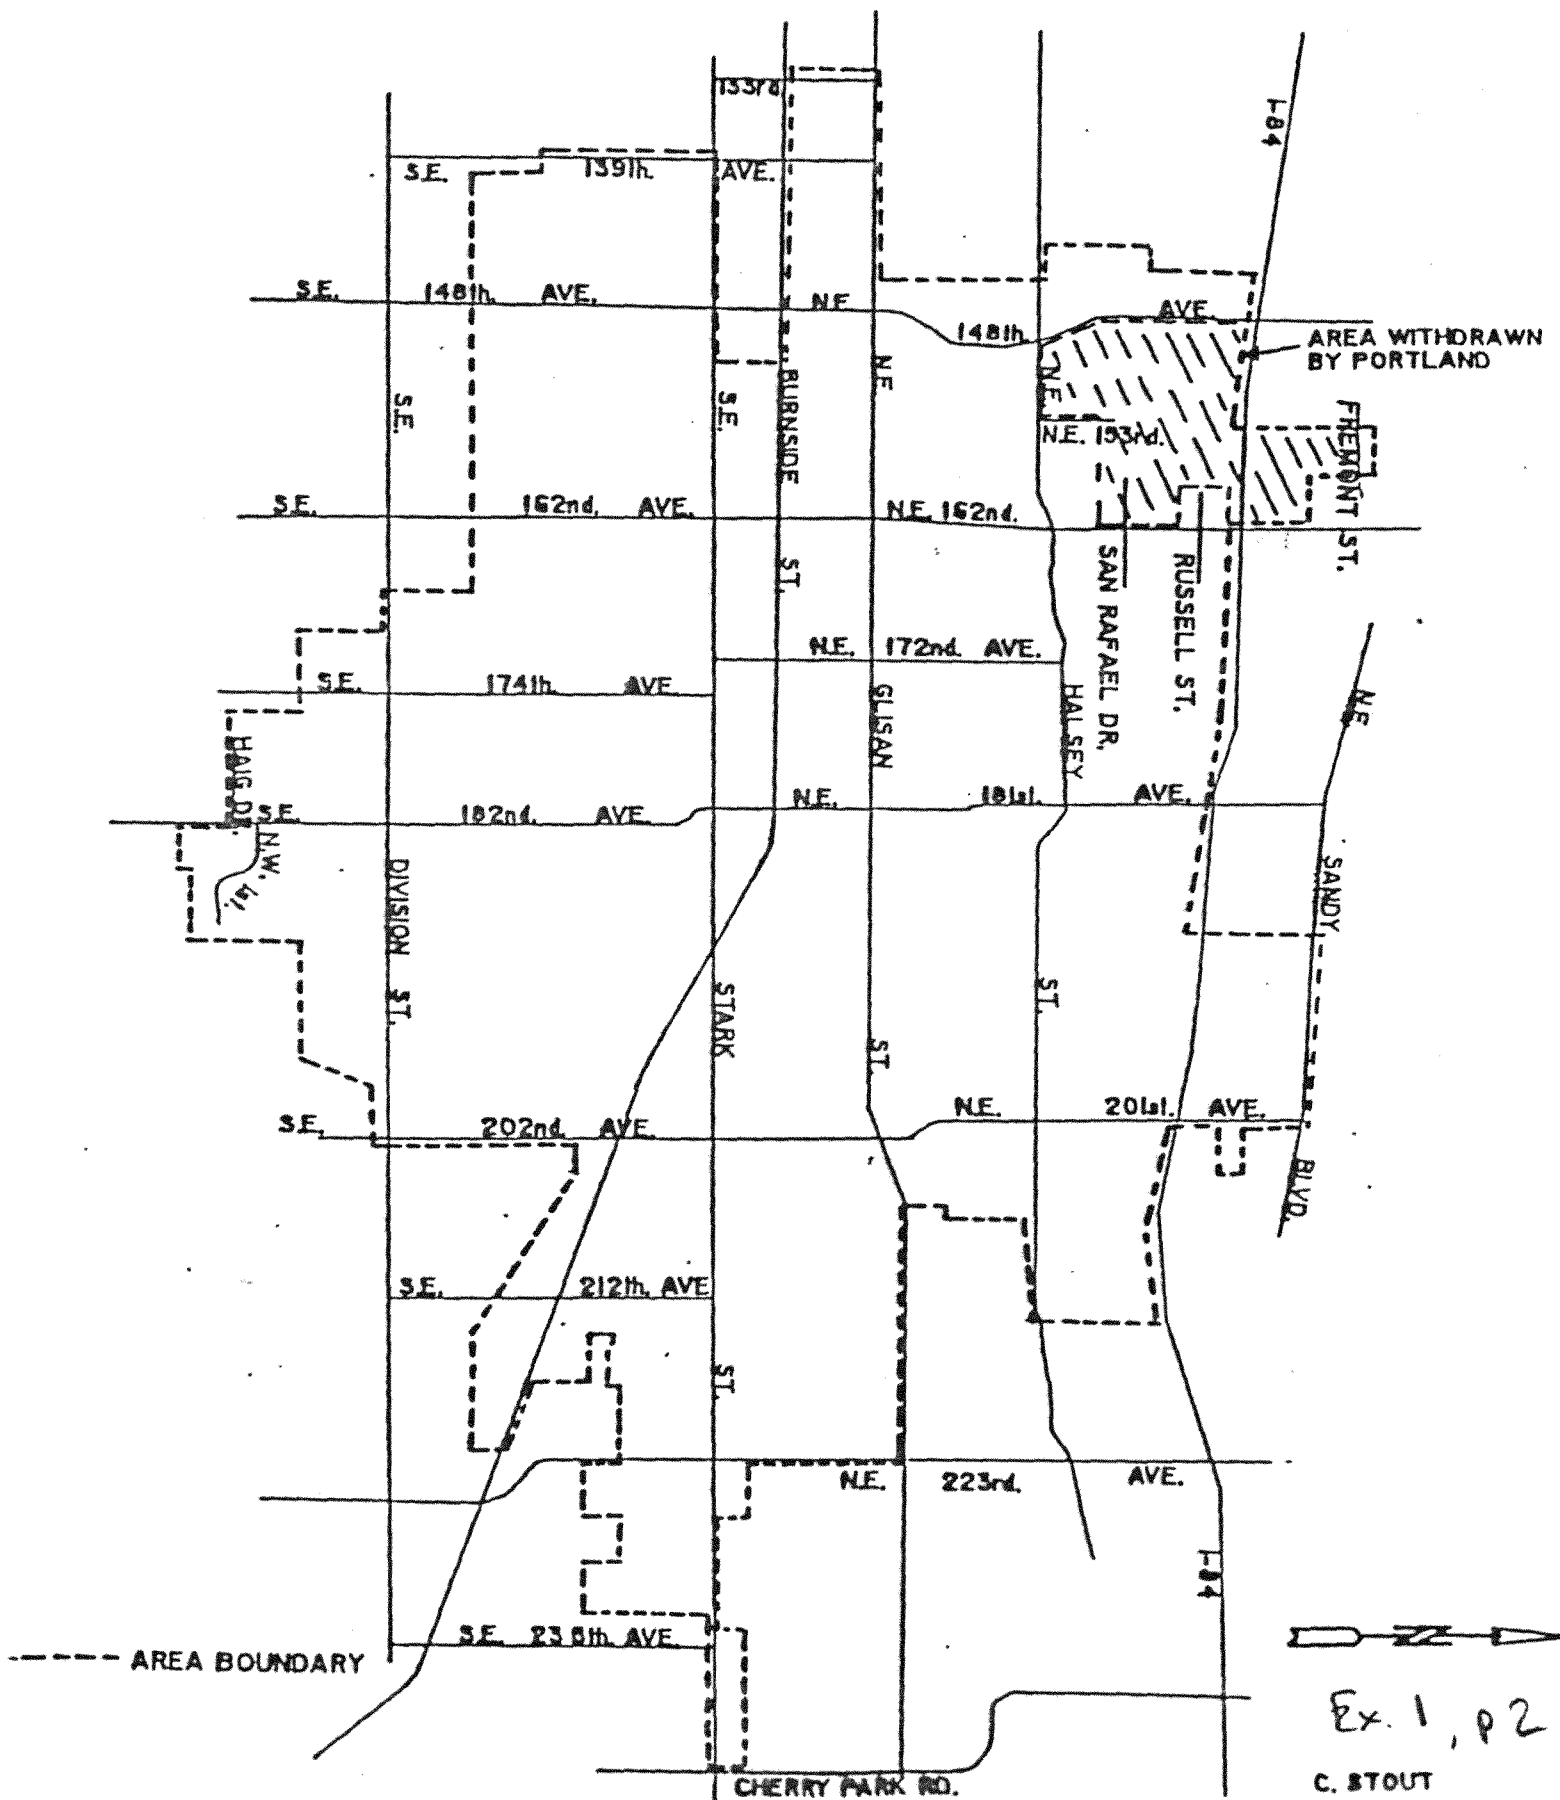 133rd.
I-84
S.E. 139th. AVE.
S.E. 148th. AVE. N.E.
148th. AVE.
AREA WITHDRAWN
BY PORTLAND
S.E.
S.E.
BURNSIDE
N.E.
N.E.
N.E. 153rd.
FREMONT ST.
S.E. 162nd. AVE. N.E. 162nd.
ST.
SAN RAFAEL DR.
RUSSELL ST.
N.E. 172nd. AVE.
S.E. 174th. AVE.
GLISAN
HALSEY
N.E.
HAIG DR.
S.E. 182nd. AVE. N.E. 181st. AVE.
N.W.
DIVISION
SANDY
ST.
STARK
ST.
ST.
S.E. 202nd. AVE. N.E. 201st. AVE.
BLVD.
S.E. 212th. AVE.
ST.
N.E. 223rd. AVE.
I-84
S.E. 238th. AVE.
AREA BOUNDARY
Ex. 1, p 2
CHERRY PARK RD.
C. STOUT